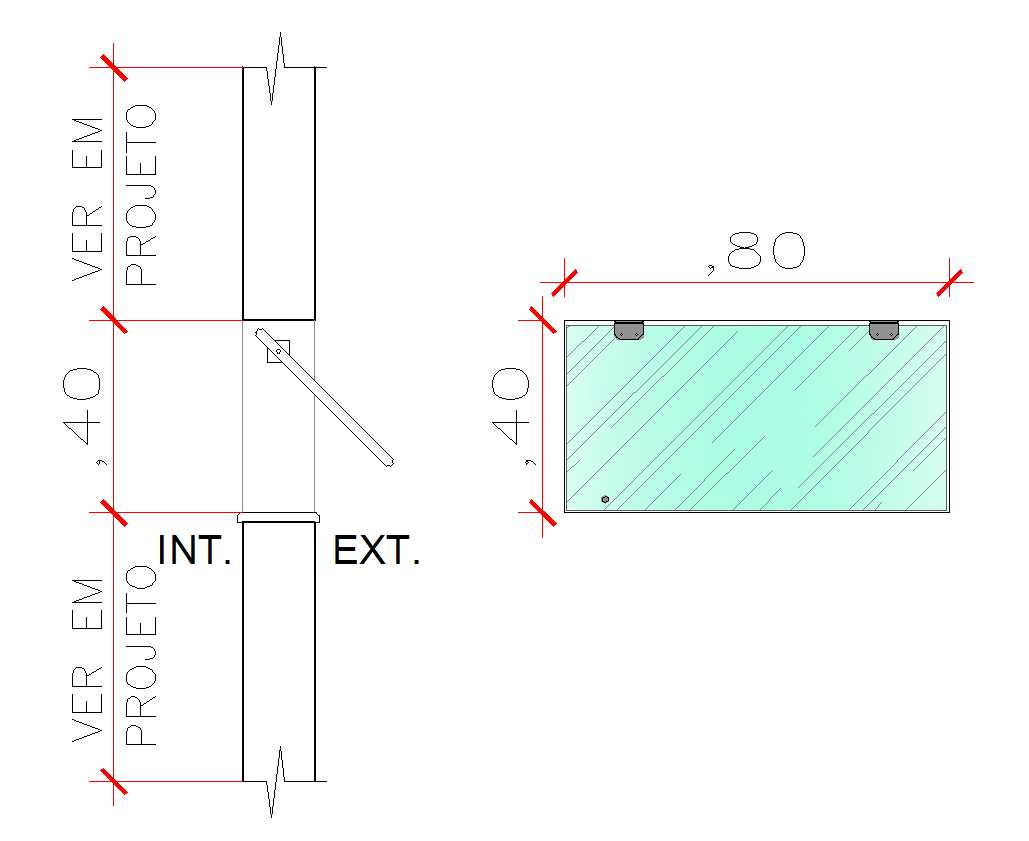 VER EM
PROJETO
,40
VER EM
PROJETO
INT.
EXT.
,80
,40